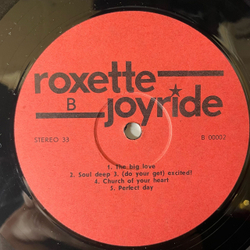 roxette
B
joyride
STEREO 33 B 00002
1. The big love
2. Soul deep 3. (do your get) excited!
4. Church of your heart
5. Perfect day